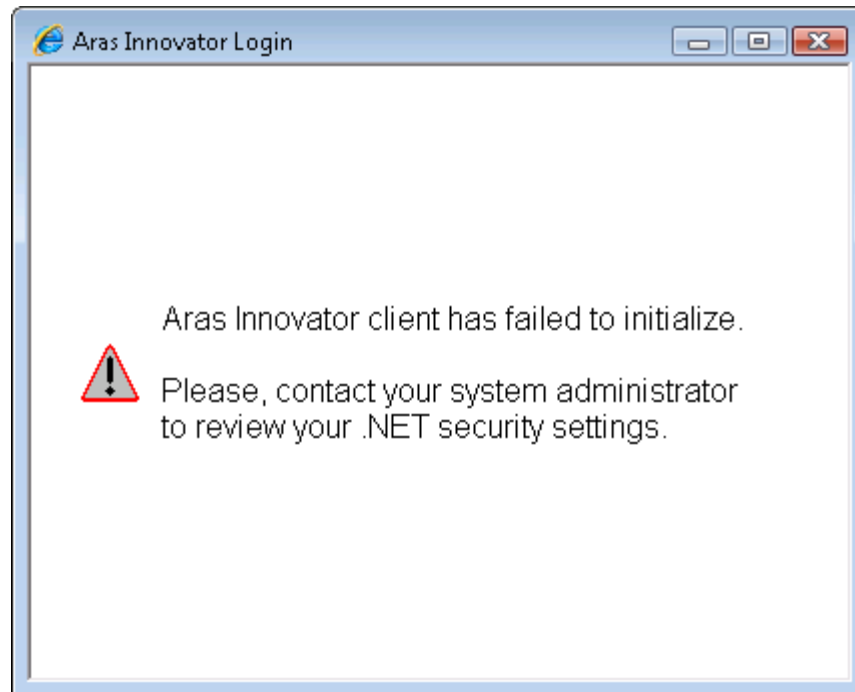 Aras Innovator Login
Aras Innovator client has failed to initialize.
Please, contact your system administrator
to review your .NET security settings.